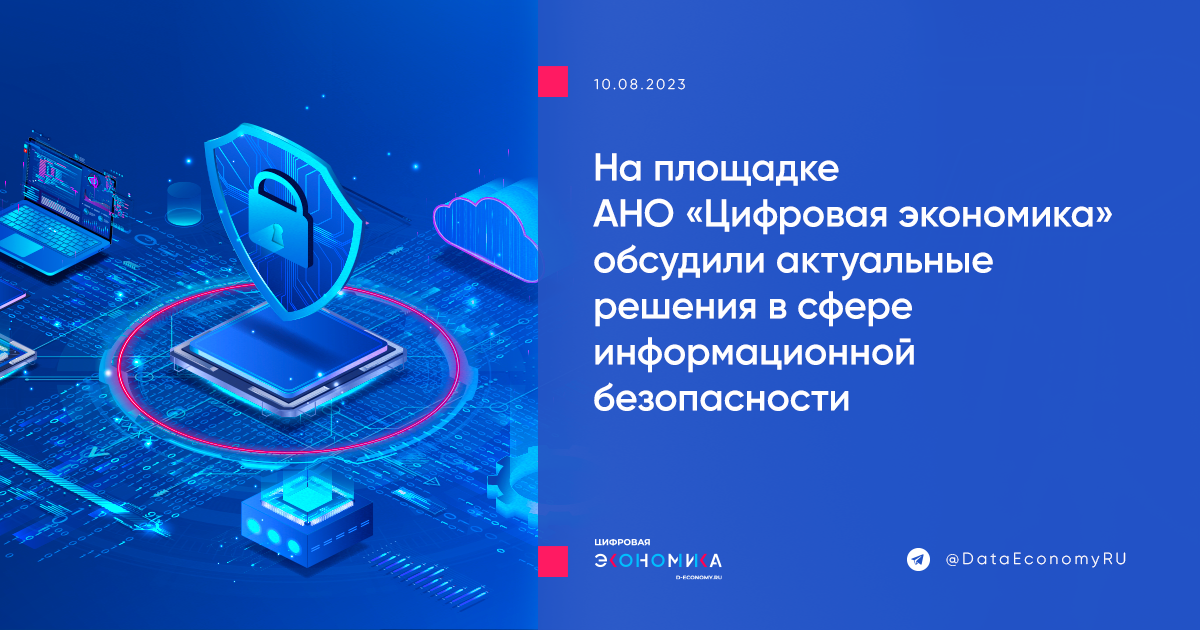 10.08.2023
На площадке
АНО «Цифровая экономика»
обсудили актуальные
решения в сфере
информационной
безопасности
ЦИФРОВАЯ
ЭКОНОМИКА
D-ECONOMY.RU
@DataEconomyRU